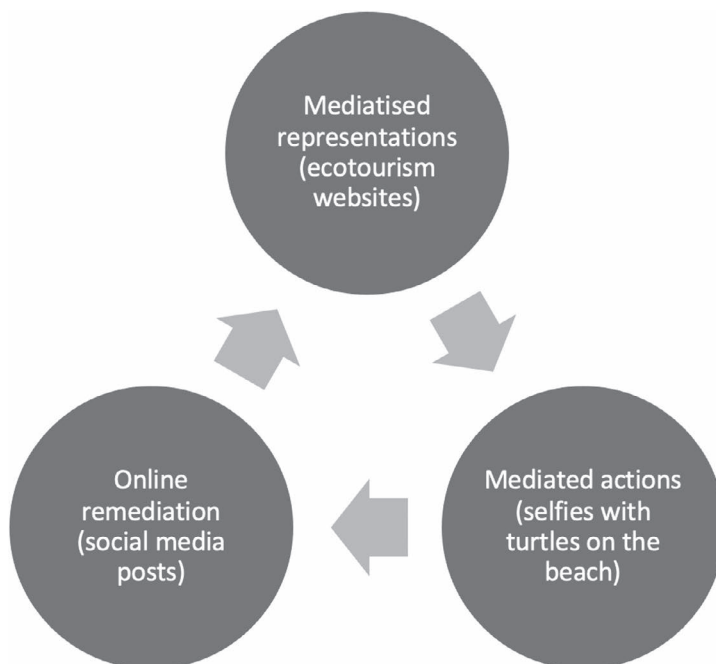 Mediatised
representations
(ecotourism
websites)
Mediated actions
(selfies with
turtles on the
beach)
Online
remediation
(social media
posts)